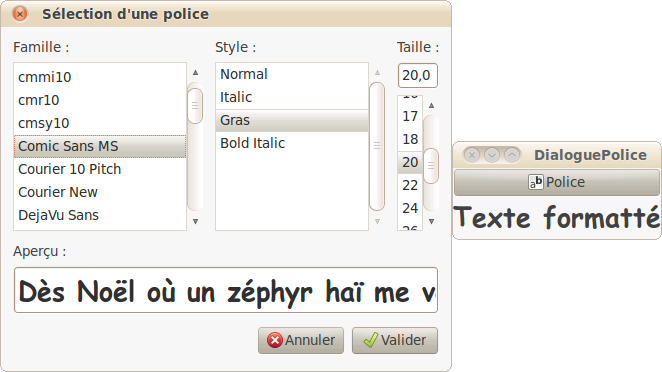 Sélection d'une police
Famille :
Style :
Taille :
cmmi10
cmr10
cmsy10
Comic Sans MS
Courier 10 Pitch
Courier New
DejaVu Sans
Normal
Italic
Gras
Bold Italic
20,0
16
17
18
20
22
24
26
Aperçu :
Dès Noël où un zéphyr haï me v
Annuler
Valider
DialoguePolice
Police
Texte formatté